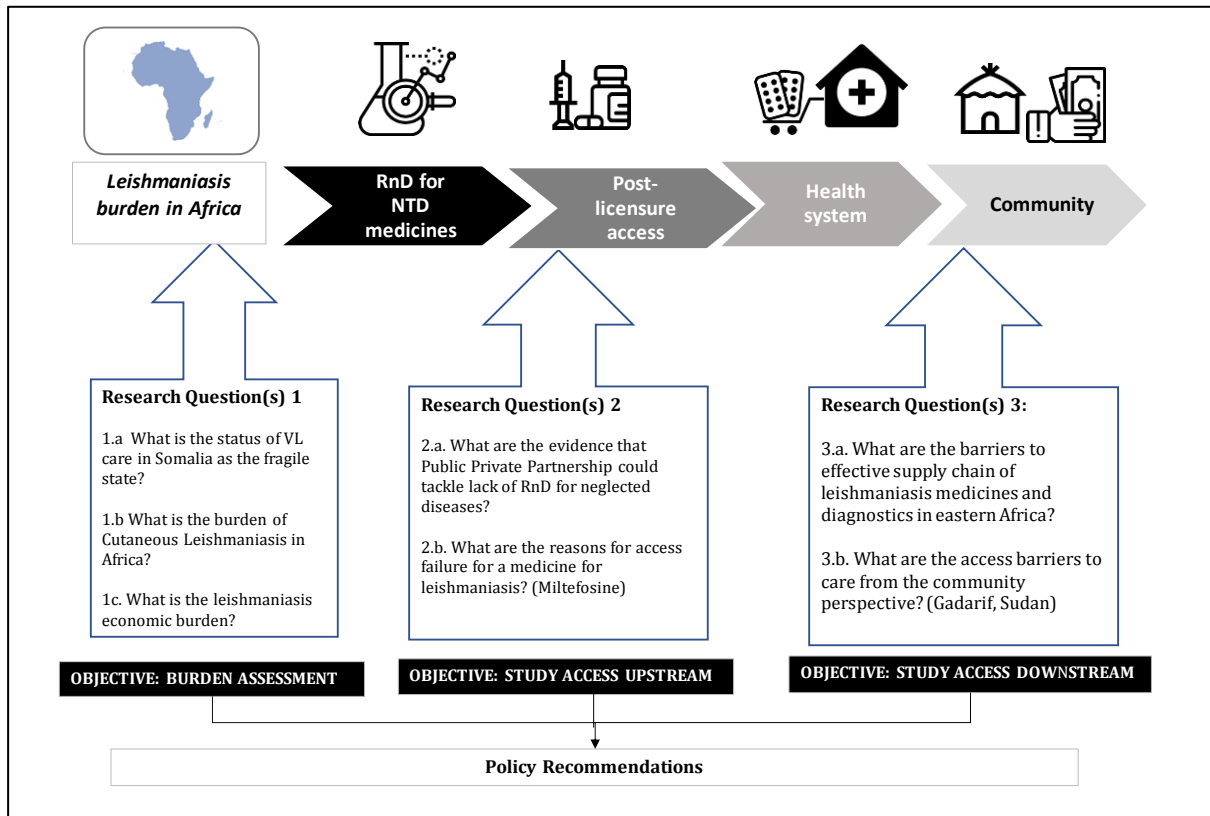 Leishmaniasis
burden in Africa
RnD for
NTD
medicines
Post-
licensure
access
Health
system
Community
Research Question(s) 1
1.a What is the status of VL
care in Somalia as the fragile
state?
1.b What is the burden of
Cutaneous Leishmaniasis in
Africa?
1c. What is the leishmaniasis
economic burden?
Research Question(s) 2
2.a. What are the evidence that
Public Private Partnership could
tackle lack of RnD for neglected
diseases?
2.b. What are the reasons for access
failure for a medicine for
leishmaniasis? (Miltefosine)
Research Question(s) 3:
3.a. What are the barriers to
effective supply chain of
leishmaniasis medicines and
diagnostics in eastern Africa?
3.b. What are the access barriers to
care from the community
perspective? (Gadarif, Sudan)
OBJECTIVE: BURDEN ASSESSMENT
OBJECTIVE: STUDY ACCESS UPSTREAM
OBJECTIVE: STUDY ACCESS DOWNSTREAM
Policy Recommendations